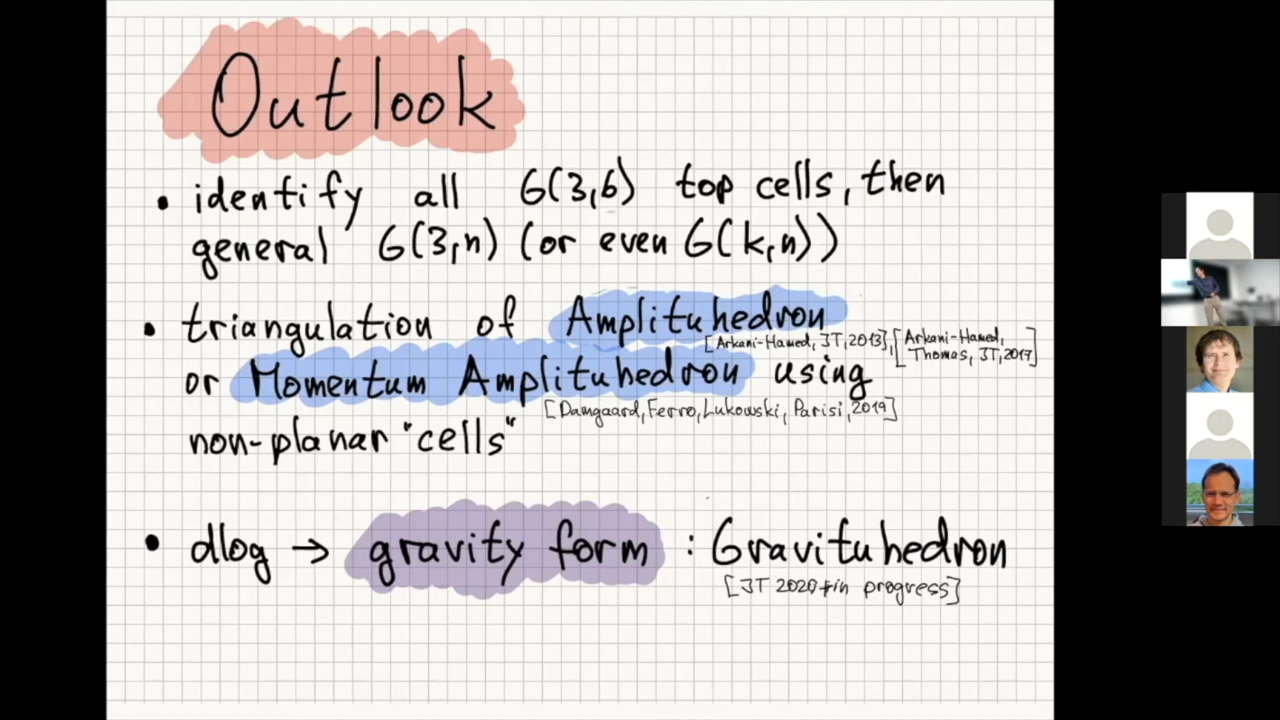 Outlook
• identify all G(3,6) top cells, then
general G(3,n) (or even G(k,n))
• triangulation of Amplituhedron
[Arkani-Hamed, JT, 2013], [Arkani-Hamed, Thomas, JT, 2017]
or Momentum Amplituhedron using
[Damgaard, Ferro, Lukowski, Parisi, 2019]
non-planar "cells"
• dlog → gravity form : Gravituhedron
[JT 2020+in progress]